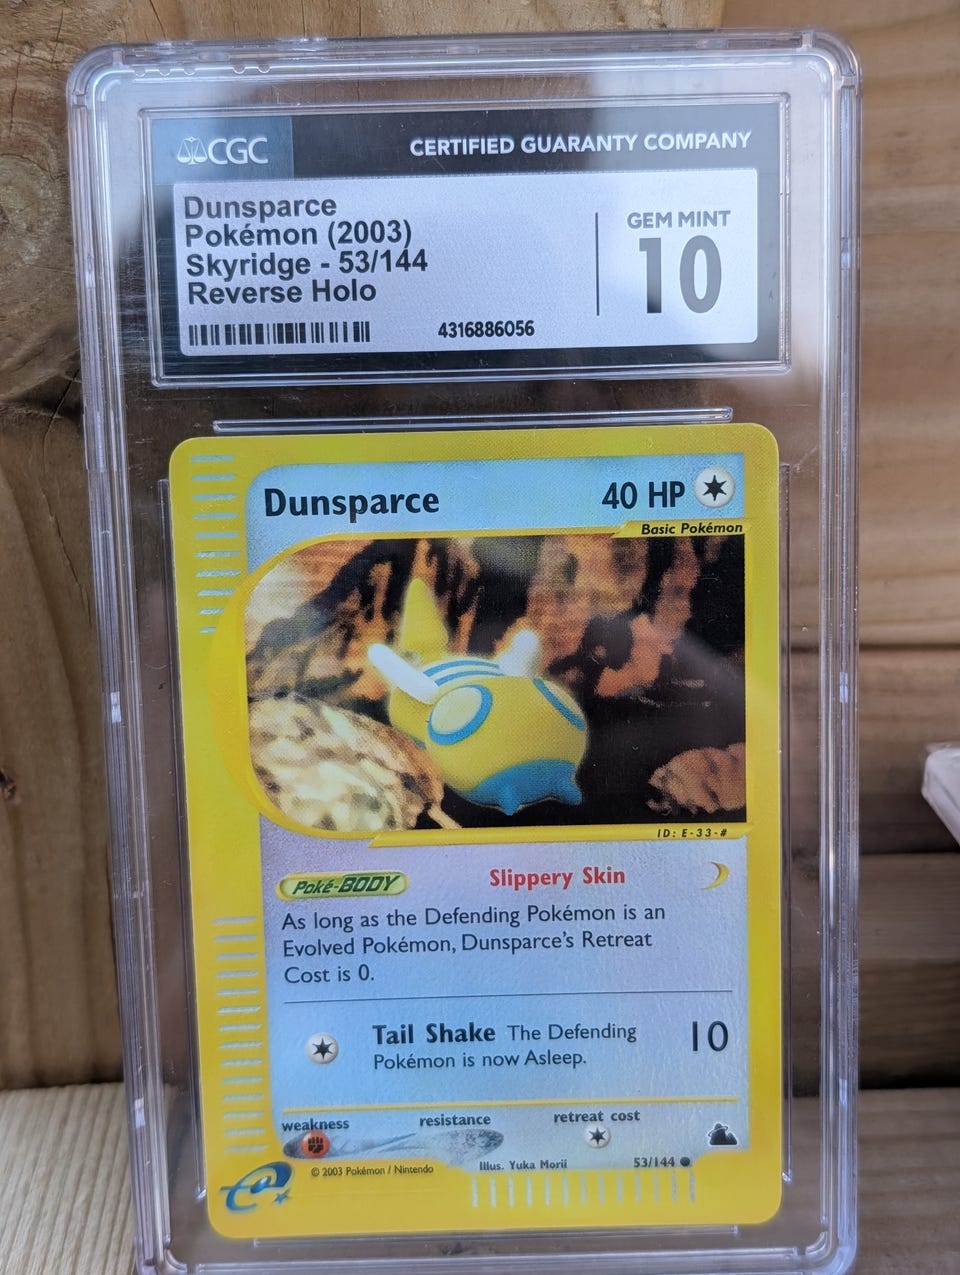 CGC
CERTIFIED GUARANTY COMPANY
Dunsparce
Pokémon (2003)
Skyridge - 53/144
Reverse Holo
GEM MINT
10
4316886056
Dunsparce
40 HP
Basic Pokémon
ID: E-33-#
Poké-BODY
Slippery Skin
As long as the Defending Pokémon is an
Evolved Pokémon, Dunsparce's Retreat
Cost is 0.
Tail Shake The Defending
Pokémon is now Asleep.
10
weakness
resistance
retreat cost
© 2003 Pokémon / Nintendo
Illus. Yuka Morii
53/144
e